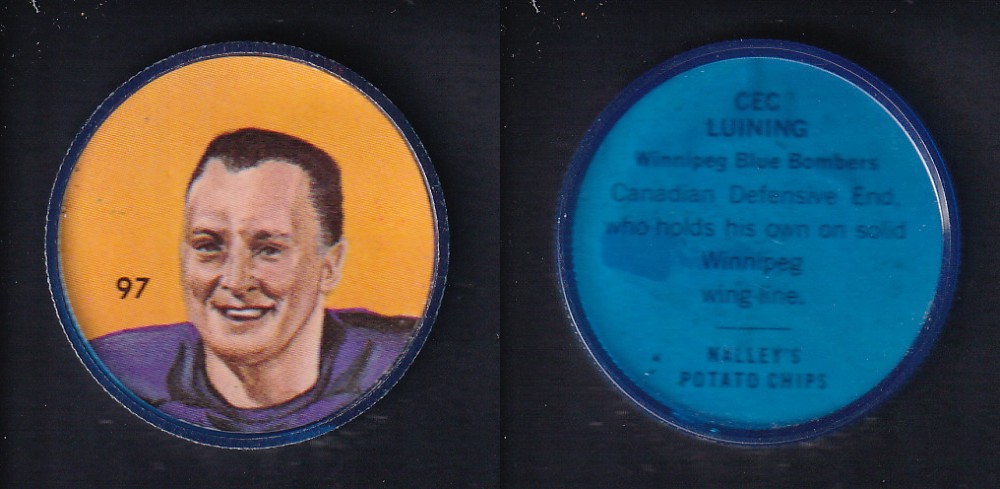 97
CEC
LUINING
Winnipeg Blue Bombers
Canadian Defensive End,
who holds his own on solid
Winnipeg
wing-line.
NALLEY'S
POTATO CHIPS